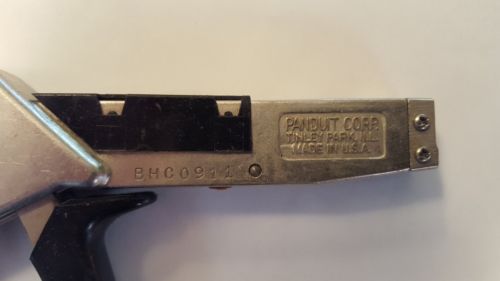 PANDUIT CORP.
TINLEY PARK, ILL.
MADE IN U.S.A.
BHC0911